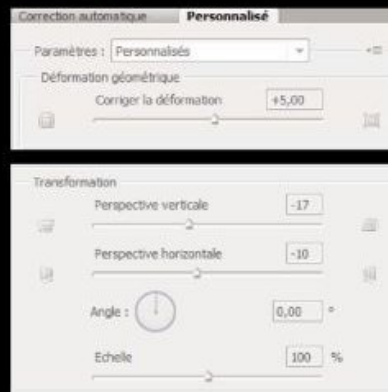 Correction automatique Personnalisé
Paramètres : Personnalisés
Déformation géométrique
Corriger la déformation +5,00
Transformation
Perspective verticale -17
Perspective horizontale -10
Angle : 0,00 °
Echelle 100 %